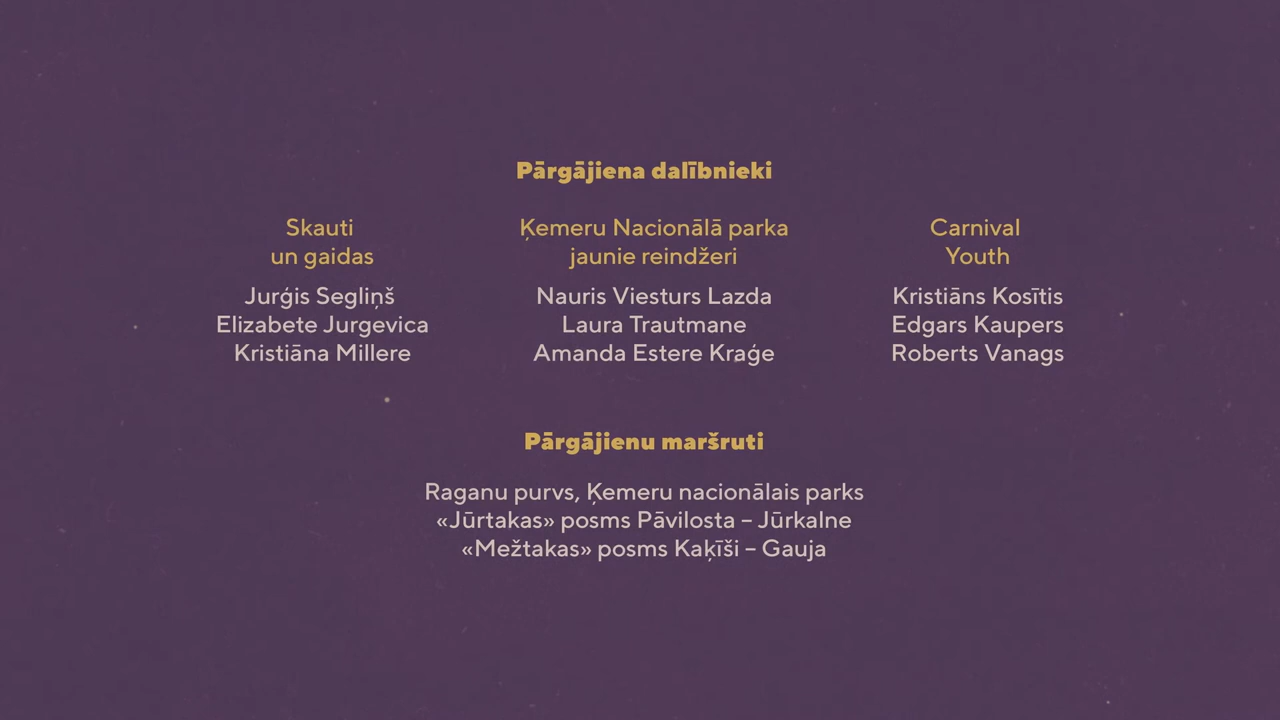 Pārgājiena dalībnieki
Skauti
un gaidas
Jurģis Segliņš
Elizabete Jurgevica
Kristiāna Millere
Ķemeru Nacionālā parka
jaunie reindžeri
Nauris Viesturs Lazda
Laura Trautmane
Amanda Estere Kraģe
Carnival
Youth
Kristiāns Kosītis
Edgars Kaupers
Roberts Vanags
Pārgājienu maršruti
Raganu purvs, Ķemeru nacionālais parks
«Jūrtakas» posms Pāvilosta – Jūrkalne
«Mežtakas» posms Kaķīši – Gauja